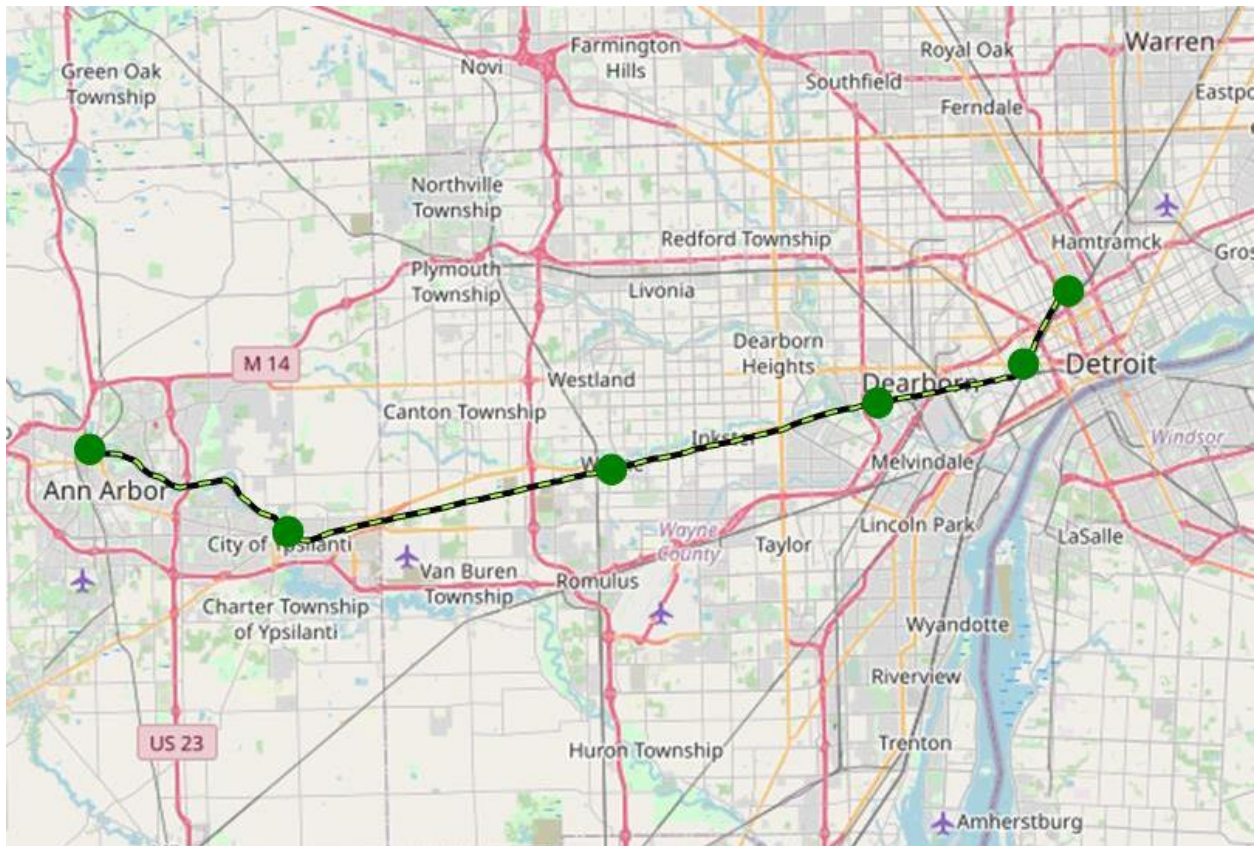 Farmington
Hills
Royal Oak
Warren
Novi
Green Oak
Township
Southfield
Ferndale
Northville
Township
Redford Township
Hamtramck
Plymouth
Township
Livonia
Dearborn
Heights
M 14
Detroit
Westland
Dearborn
Canton Township
Inkster
Windsor
Ann Arbor
Melvindale
Lincoln Park
Wayne
County
LaSalle
Taylor
City of Ypsilanti
Van Buren
Township
Romulus
Charter Township
of Ypsilanti
Wyandotte
Riverview
US 23
Huron Township
Trenton
Amherstburg